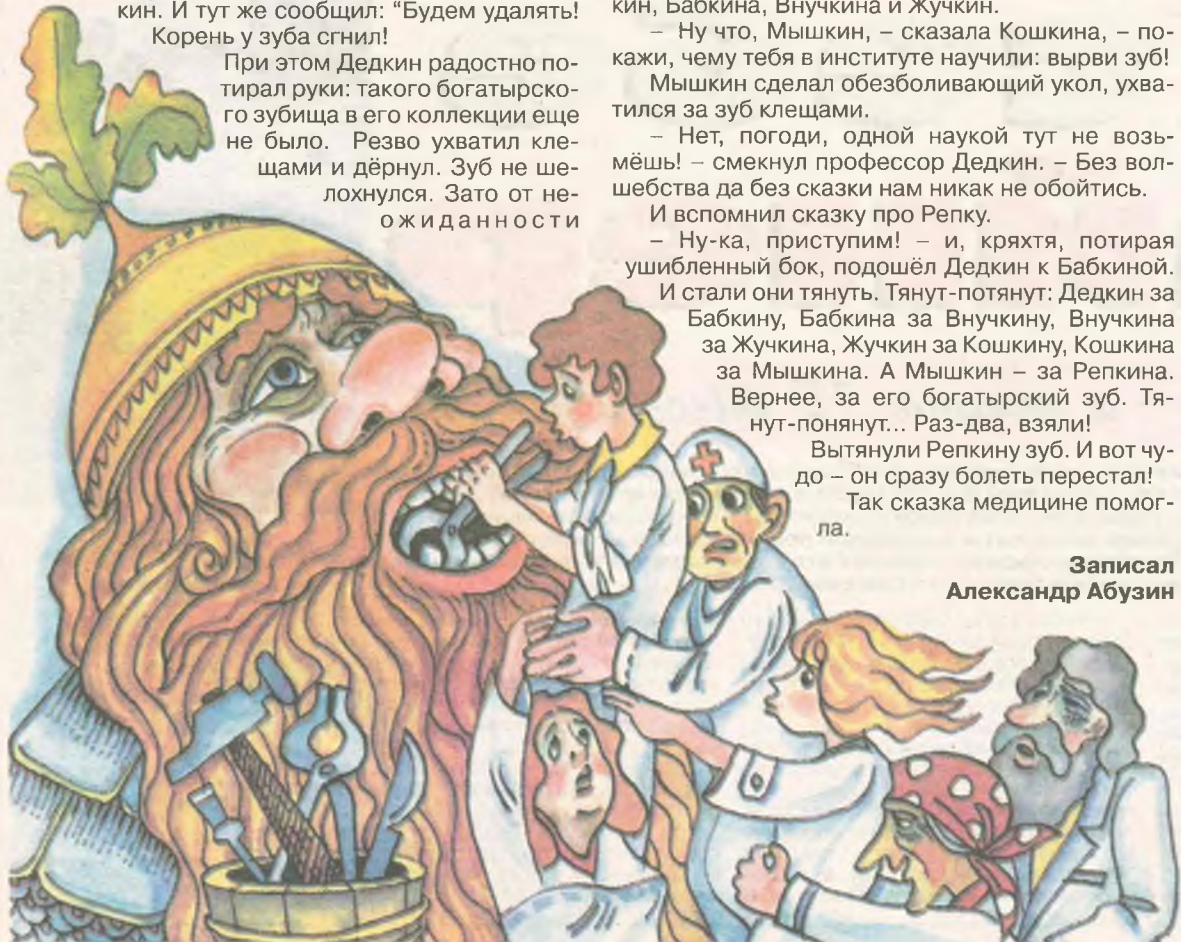 кин. И тут же сообщил: “Будем удалять!
Корень у зуба сгнил!
При этом Дедкин радостно по-
тирал руки: такого богатырско-
го зубища в его коллекции еще
не было. Резво ухватил кле-
щами и дёрнул. Зуб не ше-
лохнулся. Зато от не-
ожиданности
кин, Бабкина, Внучкина и Жучкин.
– Ну что, Мышкин, – сказала Кошкина, – по-
кажи, чему тебя в институте научили: вырви зуб!
Мышкин сделал обезболивающий укол, ухва-
тился за зуб клещами.
– Нет, погоди, одной наукой тут не возь-
мёшь! – смекнул профессор Дедкин. – Без вол-
шебства да без сказки нам никак не обойтись.
И вспомнил сказку про Репку.
– Ну-ка, приступим! – и, кряхтя, потирая
ушибленный бок, подошёл Дедкин к Бабкиной.
И стали они тянуть. Тянут-потянут: Дедкин за
Бабкину, Бабкина за Внучкину, Внучкина
за Жучкина, Жучкин за Кошкину, Кошкина
за Мышкина. А Мышкин – за Репкина.
Вернее, за его богатырский зуб. Тя-
нут-понянут... Раз-два, взяли!
Вытянули Репкину зуб. И вот чу-
до – он сразу болеть перестал!
Так сказка медицине помог-
ла.
Записал
Александр Абузин